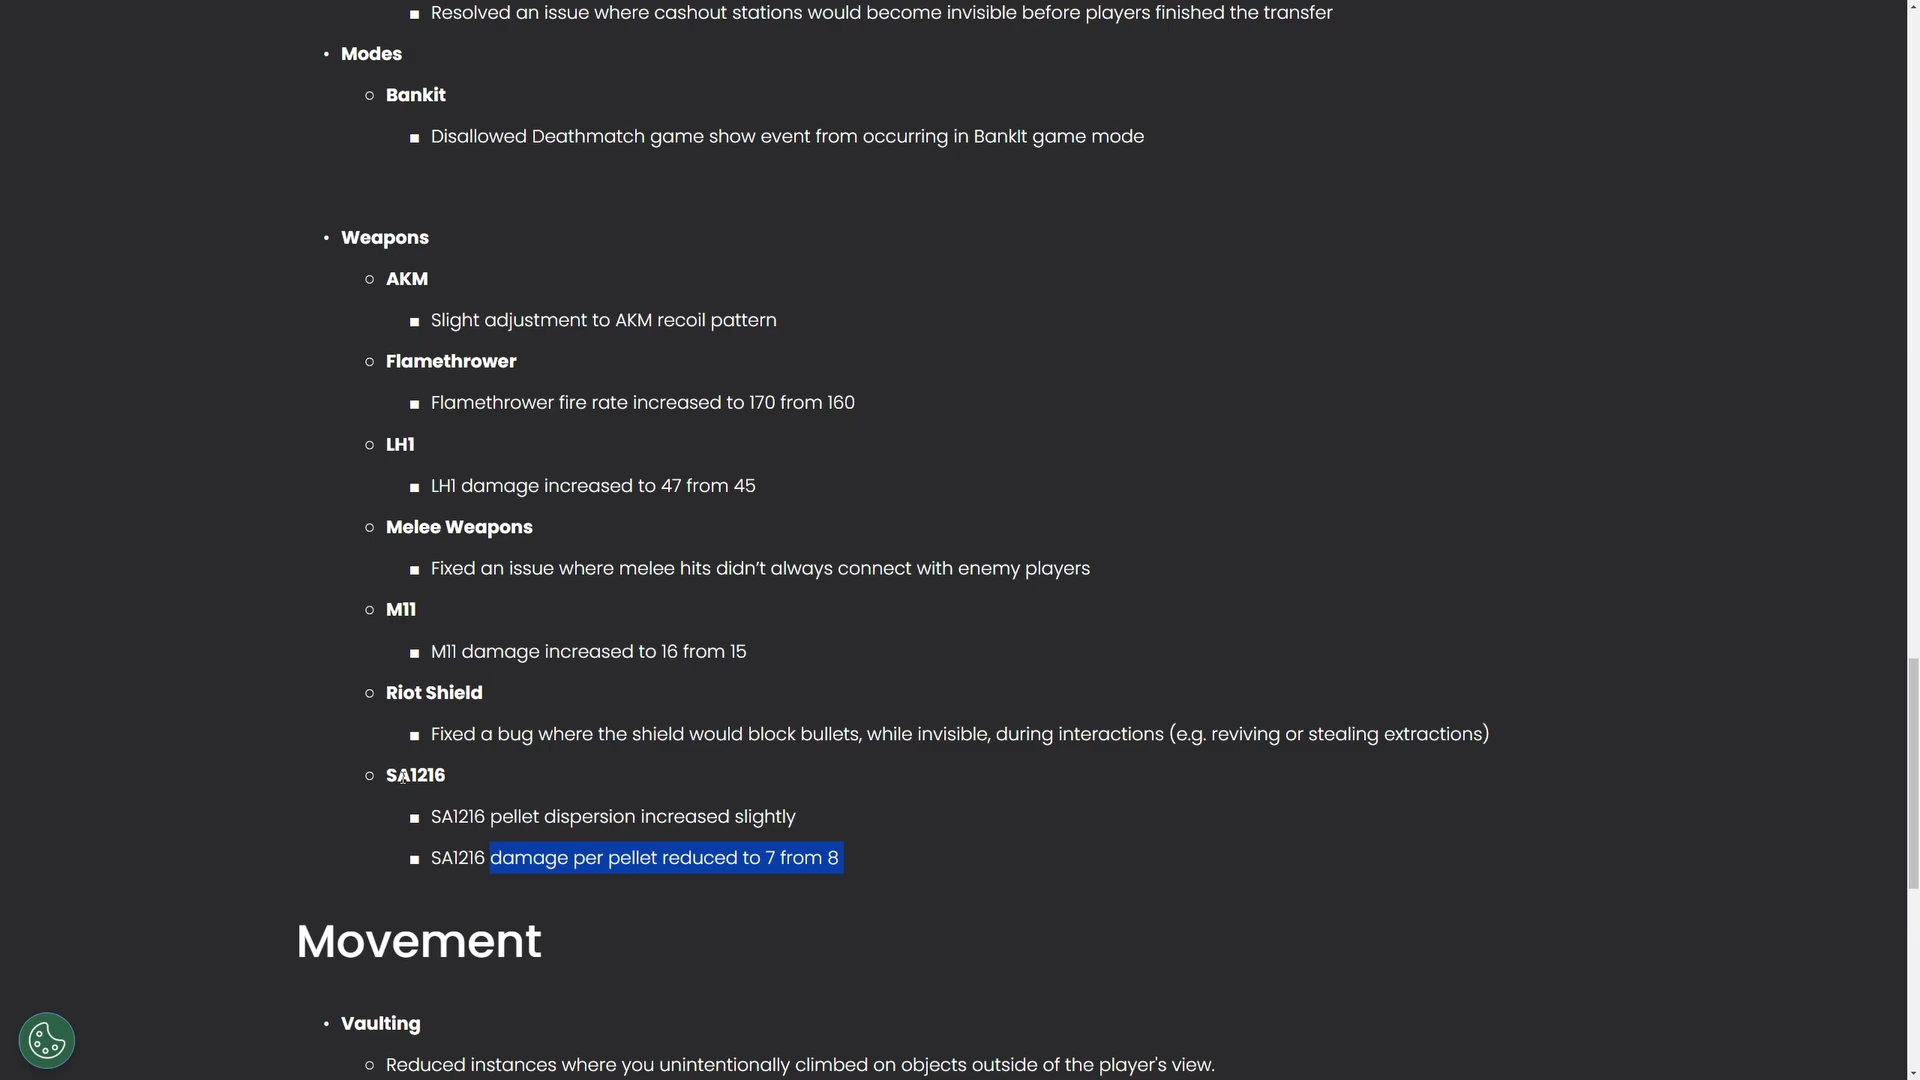 Resolved an issue where cashout stations would become invisible before players finished the transfer
Modes
Bankit
Disallowed Deathmatch game show event from occurring in BankIt game mode
Weapons
AKM
Slight adjustment to AKM recoil pattern
Flamethrower
Flamethrower fire rate increased to 170 from 160
LH1
LH1 damage increased to 47 from 45
Melee Weapons
Fixed an issue where melee hits didn’t always connect with enemy players
M11
M11 damage increased to 16 from 15
Riot Shield
Fixed a bug where the shield would block bullets, while invisible, during interactions (e.g. reviving or stealing extractions)
SA1216
SA1216 pellet dispersion increased slightly
SA1216 damage per pellet reduced to 7 from 8
Movement
Vaulting
Reduced instances where you unintentionally climbed on objects outside of the player's view.